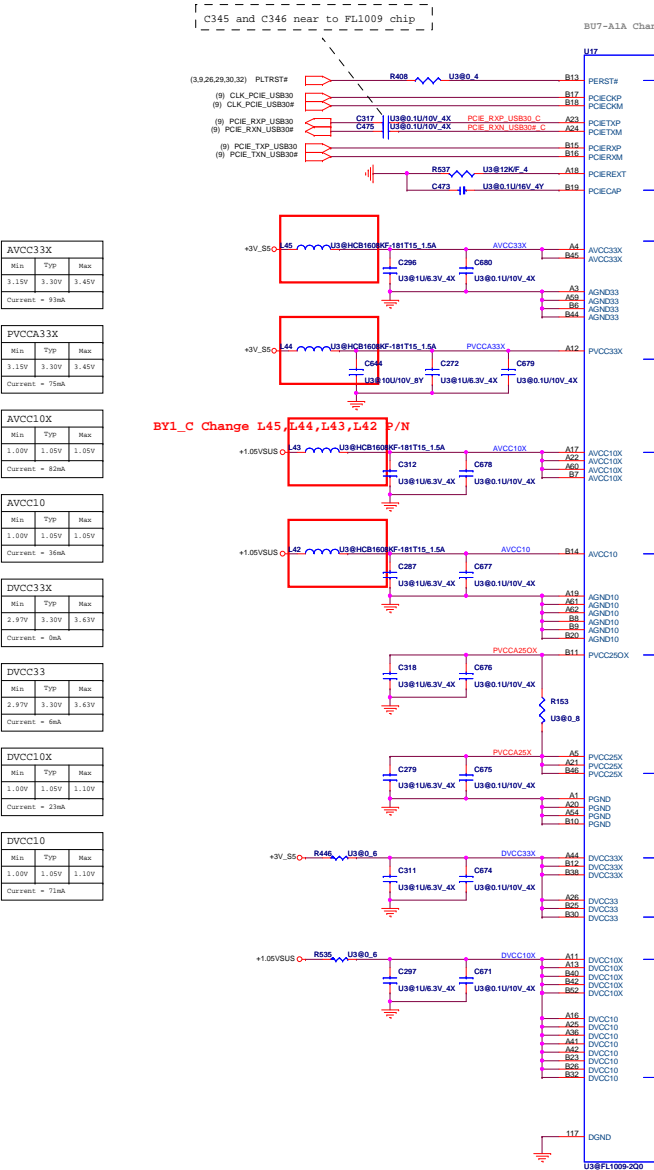 C345 and C346 near to FL1009 chip
BU7-A1A Chan
U17
(3,9,26,29,30,32) PLTRST# R408 U3@0_4 B13 PERST#
(9) CLK_PCIE_USB30 B17 PCIECKP
(9) CLK_PCIE_USB30# B18 PCIECKM
(9) PCIE_RXP_USB30 C317 U3@0.1U/10V_4X PCIE_RXP_USB30_C A23 PCIETXP
(9) PCIE_RXN_USB30# C475 U3@0.1U/10V_4X PCIE_RXN_USB30#_C A24 PCIETXM
(9) PCIE_TXP_USB30 B15 PCIERXP
(9) PCIE_TXN_USB30# B16 PCIERXM
R537 U3@12K/F_4 A18 PCIEREXT
C473 U3@0.1U/16V_4Y B19 PCIECAP
AVCC33X
Min Typ Max
3.15V 3.30V 3.45V
Current = 93mA
+3V_S5 L45 U3@HCB1608KF-181T15_1.5A AVCC33X A4 AVCC33X
B45 AVCC33X
C296 C680
U3@1U/6.3V_4X U3@0.1U/10V_4X
A3 AGND33
A59 AGND33
B6 AGND33
B44 AGND33
PVCCA33X
Min Typ Max
3.15V 3.30V 3.45V
Current = 75mA
+3V_S5 L44 U3@HCB1608KF-181T15_1.5A PVCCA33X A12 PVCC33X
C644 C272 C679
U3@10U/10V_8Y U3@1U/6.3V_4X U3@0.1U/10V_4X
BY1_C Change L45,L44,L43,L42 P/N
AVCC10X
Min Typ Max
1.00V 1.05V 1.05V
Current = 82mA
+1.05VSUS L43 U3@HCB1608KF-181T15_1.5A AVCC10X A17 AVCC10X
A22 AVCC10X
A60 AVCC10X
B7 AVCC10X
C312 C678
U3@1U/6.3V_4X U3@0.1U/10V_4X
AVCC10
Min Typ Max
1.00V 1.05V 1.05V
Current = 36mA
+1.05VSUS L42 U3@HCB1608KF-181T15_1.5A AVCC10 B14 AVCC10
C287 C677
U3@1U/6.3V_4X U3@0.1U/10V_4X
A19 AGND10
A61 AGND10
A62 AGND10
B8 AGND10
B9 AGND10
B20 AGND10
DVCC33X
Min Typ Max
2.97V 3.30V 3.63V
Current = 0mA
PVCCA25OX B11 PVCC25OX
C318 C676
U3@1U/6.3V_4X U3@0.1U/10V_4X
R153
U3@0_8
DVCC33
Min Typ Max
2.97V 3.30V 3.63V
Current = 6mA
PVCCA25X A5 PVCC25X
A21 PVCC25X
B46 PVCC25X
C279 C675
U3@1U/6.3V_4X U3@0.1U/10V_4X
A1 PGND
A20 PGND
A54 PGND
B10 PGND
DVCC10X
Min Typ Max
1.00V 1.05V 1.10V
Current = 23mA
DVCC10
Min Typ Max
1.00V 1.05V 1.10V
Current = 71mA
+3V_S5 R446 U3@0_6 DVCC33X A44 DVCC33X
B12 DVCC33X
B38 DVCC33X
C311 C674
U3@1U/6.3V_4X U3@0.1U/10V_4X
A26 DVCC33
B25 DVCC33
B30 DVCC33
+1.05VSUS R535 U3@0_6 DVCC10X A11 DVCC10X
A13 DVCC10X
B40 DVCC10X
B42 DVCC10X
B52 DVCC10X
C297 C671
U3@1U/6.3V_4X U3@0.1U/10V_4X
A16 DVCC10
A25 DVCC10
A36 DVCC10
A41 DVCC10
A42 DVCC10
B23 DVCC10
B26 DVCC10
B32 DVCC10
117 DGND
U3@FL1009-2Q0